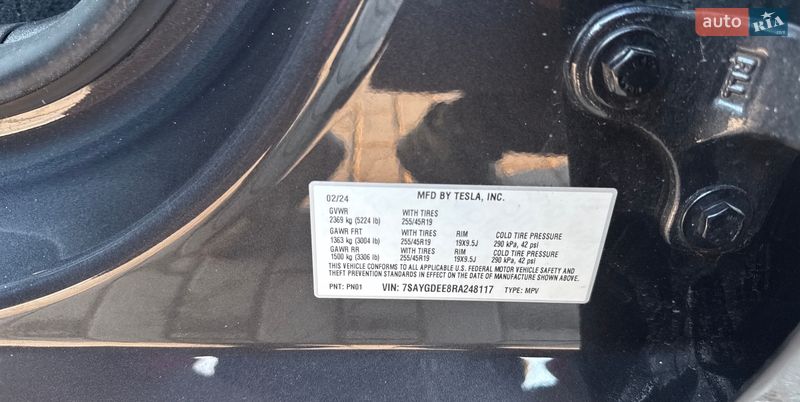 auto RIA
.com
02/24 MFD BY TESLA, INC.
GVWR WITH TIRES
2369 kg (5224 lb) 255/45R19
GAWR FRT WITH TIRES RIM COLD TIRE PRESSURE
1363 kg (3004 lb) 255/45R19 19X9.5J 290 kPa, 42 psi
GAWR RR WITH TIRES RIM COLD TIRE PRESSURE
1500 kg (3306 lb) 255/45R19 19X9.5J 290 kPa, 42 psi
THIS VEHICLE CONFORMS TO ALL APPLICABLE U.S. FEDERAL MOTOR VEHICLE SAFETY AND
THEFT PREVENTION STANDARDS IN EFFECT ON THE DATE OF MANUFACTURE SHOWN ABOVE.
PNT: PN01 VIN: 7SAYGDEE8RA248117 TYPE: MPV